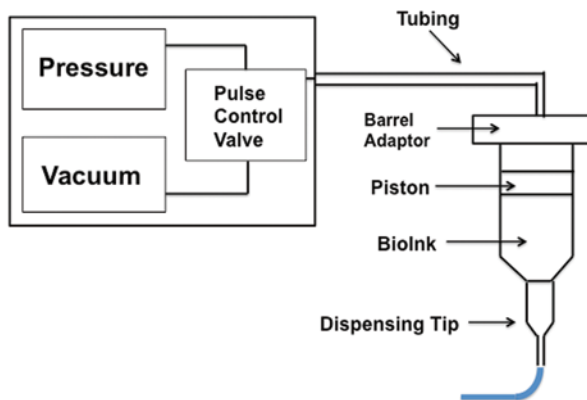 Tubing
Pressure
Pulse
Control
Valve
Vacuum
Barrel
Adaptor
Piston
BioInk
Dispensing Tip